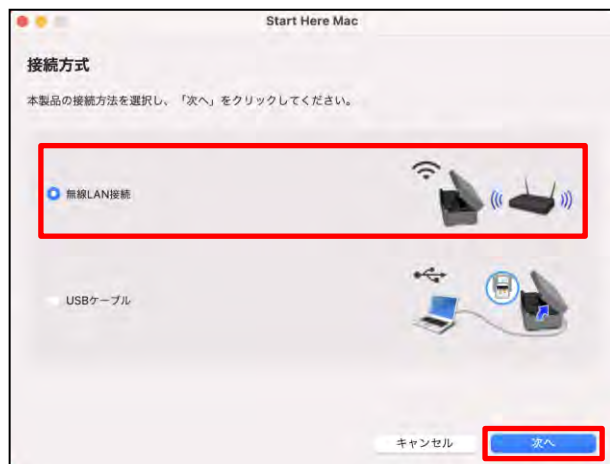 Start Here Mac
接続方式
本製品の接続方法を選択し、「次へ」をクリックしてください。
無線LAN接続
USBケーブル
キャンセル
次へ